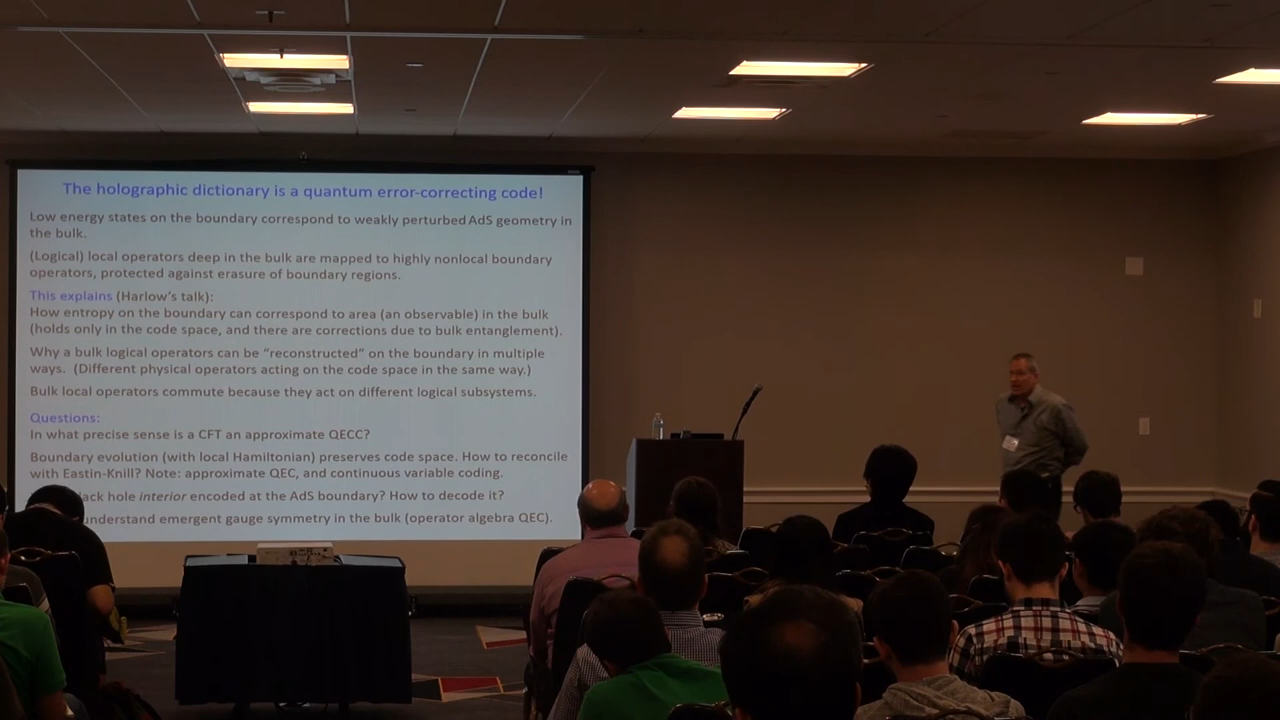 The holographic dictionary is a quantum error-correcting code!
Low energy states on the boundary correspond to weakly perturbed AdS geometry in
the bulk.
(Logical) local operators deep in the bulk are mapped to highly nonlocal boundary
operators, protected against erasure of boundary regions.
This explains (Harlow's talk):
How entropy on the boundary can correspond to area (an observable) in the bulk
(holds only in the code space, and there are corrections due to bulk entanglement).
Why a bulk logical operators can be "reconstructed" on the boundary in multiple
ways. (Different physical operators acting on the code space in the same way.)
Bulk local operators commute because they act on different logical subsystems.
Questions:
In what precise sense is a CFT an approximate QECC?
Boundary evolution (with local Hamiltonian) preserves code space. How to reconcile
with Eastin-Knill? Note: approximate QEC, and continuous variable coding.
hole interior encoded at the AdS boundary? How to decode it?
understand emergent gauge symmetry in the bulk (operator algebra QEC).